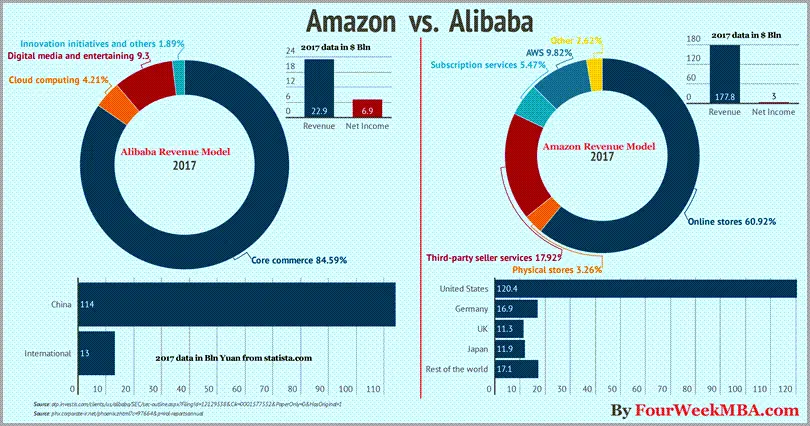 Amazon vs. Alibaba
Innovation initiatives and others 1.89%
Digital media and entertaining 9.3
Cloud computing 4.21%
Core commerce 84.59%
Alibaba Revenue Model
2017
2017 data in $ Bln
24
18
12
6
0
22.9
6.9
Revenue
Net Income
China
114
International
13
2017 data in Bln Yuan from statista.com
0
10
20
30
40
50
60
70
80
90
100
110
Other 2.62%
AWS 9.82%
Subscription services 5.47%
Online stores 60.92%
Third-party seller services 17.929
Physical stores 3.26%
Amazon Revenue Model
2017
2017 data in $ Bln
180
120
60
0
177.8
3
Revenue
Net Income
United States
120.4
Germany
16.9
UK
11.3
Japan
11.9
Rest of the world
17.1
0
10
20
30
40
50
60
70
80
90
100
110
120
Source:
Source:
By FourWeekMBA.com